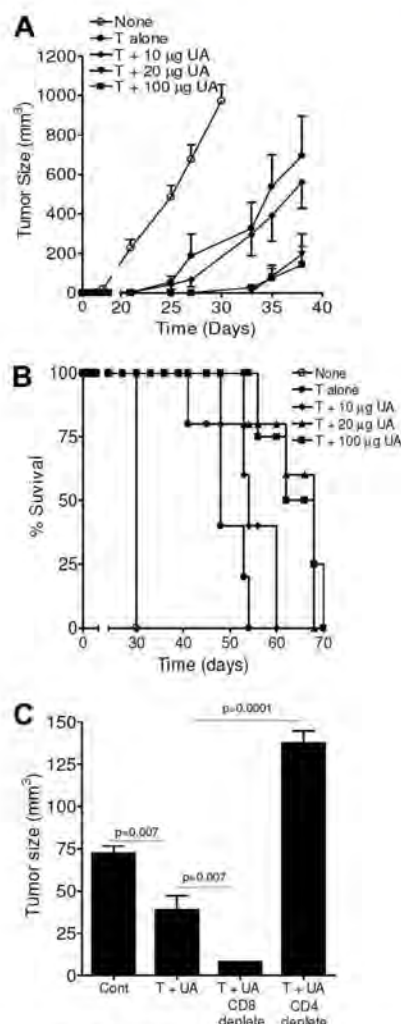 A
None
T alone
T + 10 µg UA
T + 20 µg UA
T + 100 µg UA
Tumor Size (mm³)
1200
1000
800
600
400
200
0
0 20 25 30 35 40
Time (Days)
B
None
T alone
T + 10 µg UA
T + 20 µg UA
T + 100 µg UA
% Suvival
100
75
50
25
0
0 30 40 50 60 70
Time (days)
C
p=0.0001
p=0.007
p=0.007
Tumor size (mm³)
150
125
100
75
50
25
0
Cont T + UA T + UA T + UA
CD8 CD4
deplete deplete